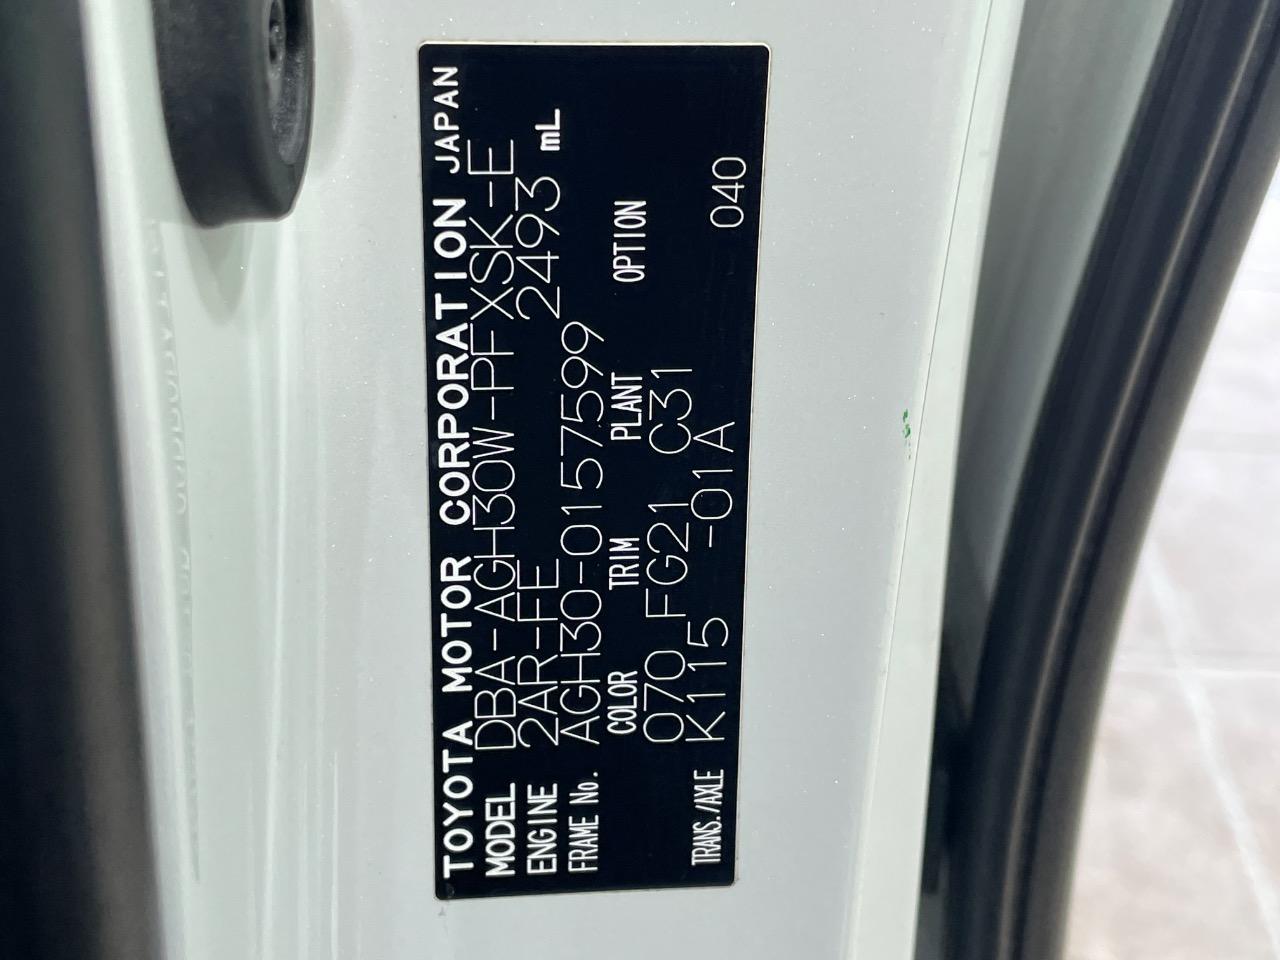 TOYOTA MOTOR CORPORATION JAPAN
MODEL DBA-AGH30W-PFXSK-E
ENGINE 2AR-FE 2493 mL
FRAME No. AGH30-0157599
COLOR TRIM PLANT OPTION
070 FG21 C31
TRANS./AXLE K115 -01A 040